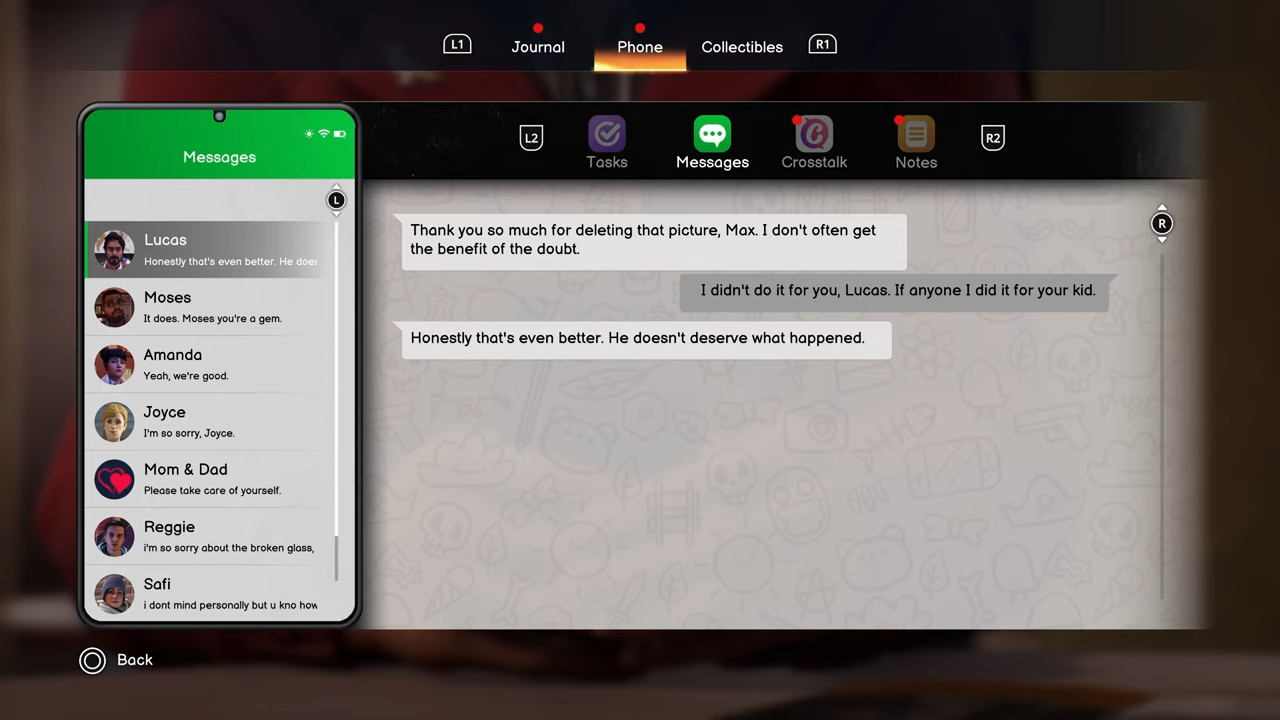 L1
Journal
Phone
Collectibles
R1
Messages
L
Lucas
Honestly that's even better. He does
Moses
It does. Moses you're a gem.
Amanda
Yeah, we're good.
Joyce
I'm so sorry, Joyce.
Mom & Dad
Please take care of yourself.
Reggie
i'm so sorry about the broken glass,
Safi
i dont mind personally but u kno how
L2
Tasks
Messages
Crosstalk
Notes
R2
R
Thank you so much for deleting that picture, Max. I don't often get
the benefit of the doubt.
I didn't do it for you, Lucas. If anyone I did it for your kid.
Honestly that's even better. He doesn't deserve what happened.
Back